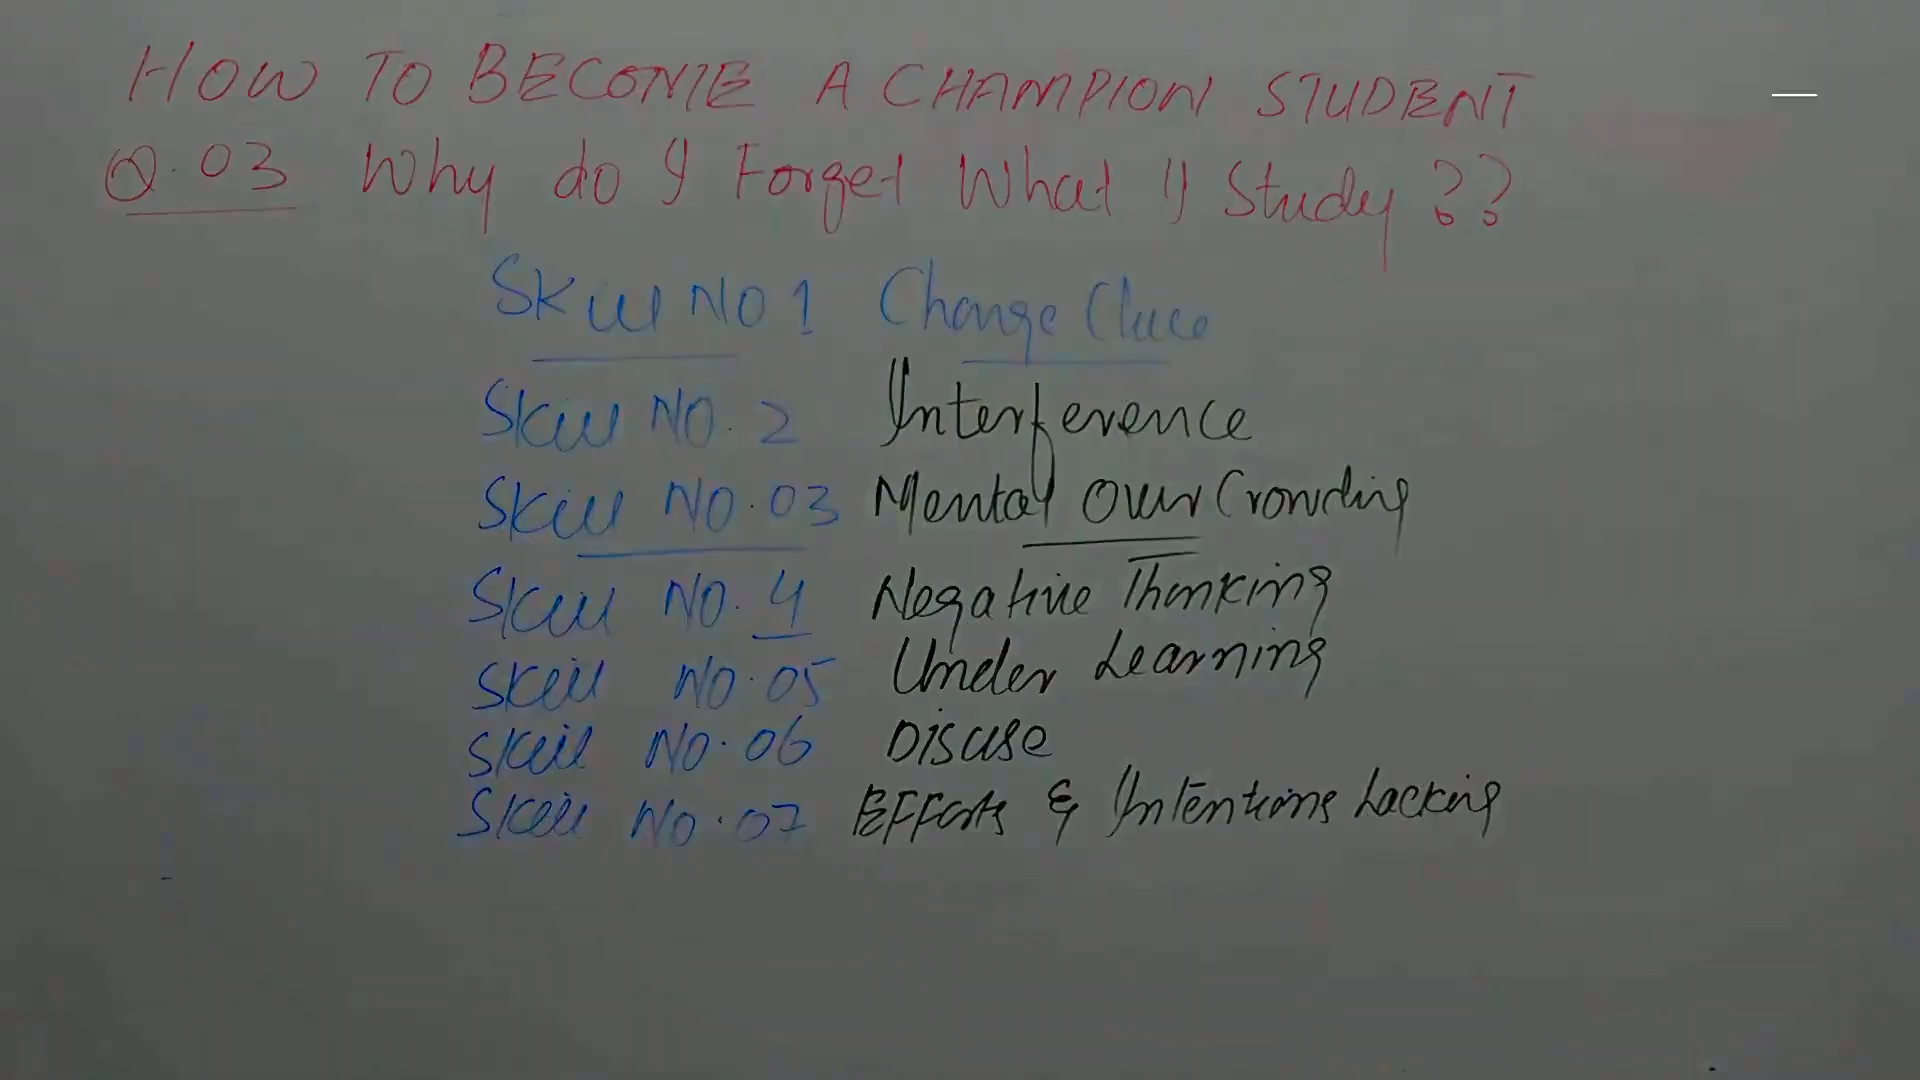 HOW TO BECOME A CHAMPION STUDENT
Q.03 Why do I Forget What I Study??
Skill No 1 Change Clues
Skill NO.2 Interference
Skill NO.03 Mental Over Crowding
Skill NO.4 Negative Thinking
Skill NO.05 Under Learning
Skill NO.06 Disuse
Skill No.07 Efforts & Intentions Lacking